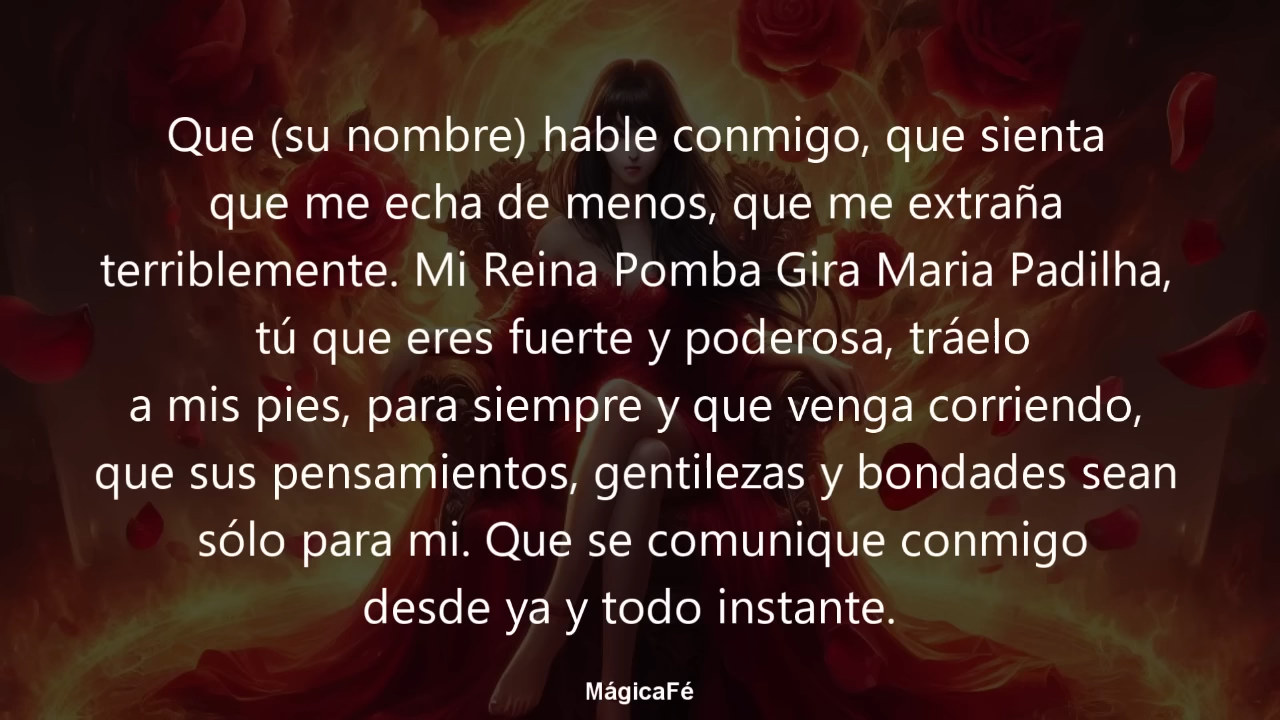 Que (su nombre) hable conmigo, que sienta
que me echa de menos, que me extraña
terriblemente. Mi Reina Pomba Gira Maria Padilha,
tú que eres fuerte y poderosa, tráelo
a mis pies, para siempre y que venga corriendo,
que sus pensamientos, gentilezas y bondades sean
sólo para mi. Que se comunique conmigo
desde ya y todo instante.
MágicaFé